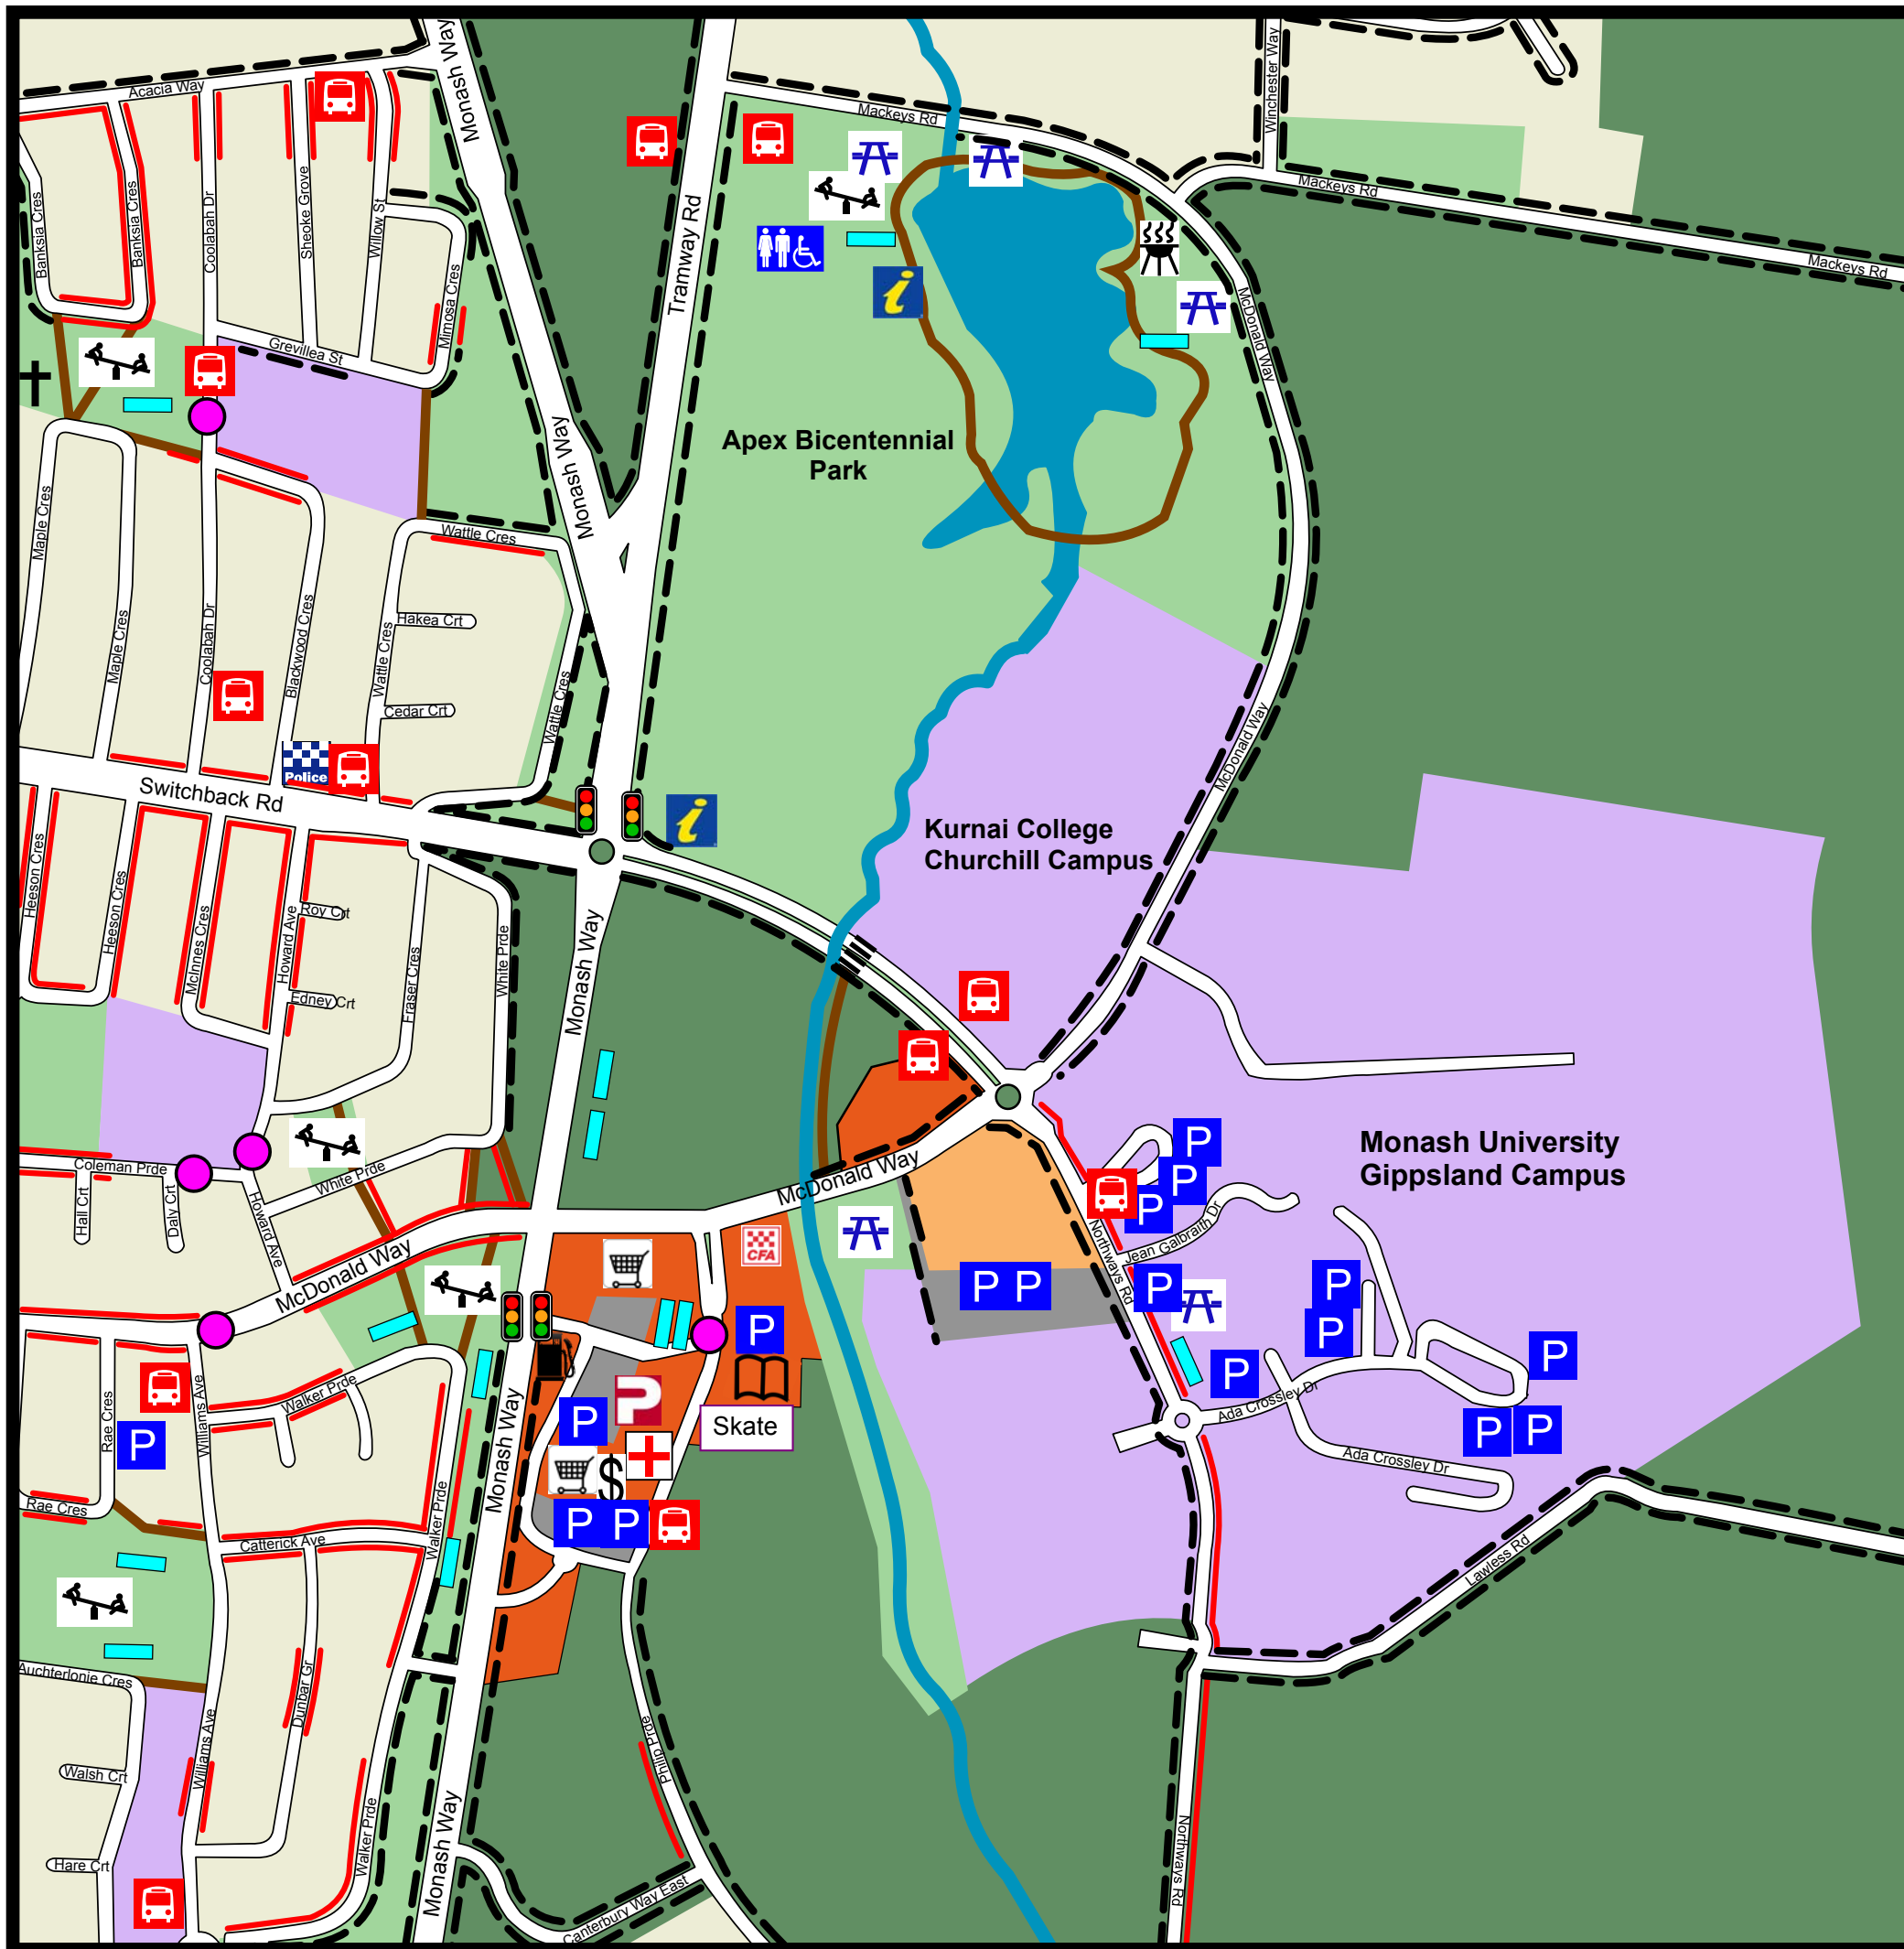 Monash Way
Acacia Way
Monash Way
Winchester Way
Mackeys Rd
Banksia Cres
Banksia Cres
Coolabah Dr
Sheoke Grove
Willow St
Mimosa Cres
Tramway Rd
Mackeys Rd
Mackeys Rd
i
McDonald Way
Grevillea St
Apex Bicentennial
Park
Monash Way
Monash Way
Wattle Cres
Maple Cres
Maple Cres
Coolabah Dr
Blackwood Cres
Wattle Cres
Hakea Crt
Cedar Crt
Wattle Cres
McDonald Way
Police
Switchback Rd
i
Kurnai College
Churchill Campus
Heeson Cres
Heeson Cres
McInnes Cres
Howard Ave
Roy Crt
Edney Crt
Fraser Cres
White Prde
Monash Way
Monash University
Gippsland Campus
P
P
P
Coleman Prde
Hall Crt
Daly Crt
Howard Ave
White Prde
McDonald Way
McDonald Way
CFA
Northways Rd
Jean Galbraith Dr
P P
P
P
P
P
P
P
P
P P
Ada Crossley Dr
Ada Crossley Dr
Skate
P
P
$
P P
Rae Cres
Rae Cres
P
Williams Ave
Walker Prde
Walker Prde
Monash Way
Catterick Ave
Lawless Rd
Auchterlonie Cres
Dunbar Gr
Williams Ave
Walsh Crt
Hare Crt
Walker Prde
Monash Way
Philip Prde
Canterbury Way East
Northways Rd